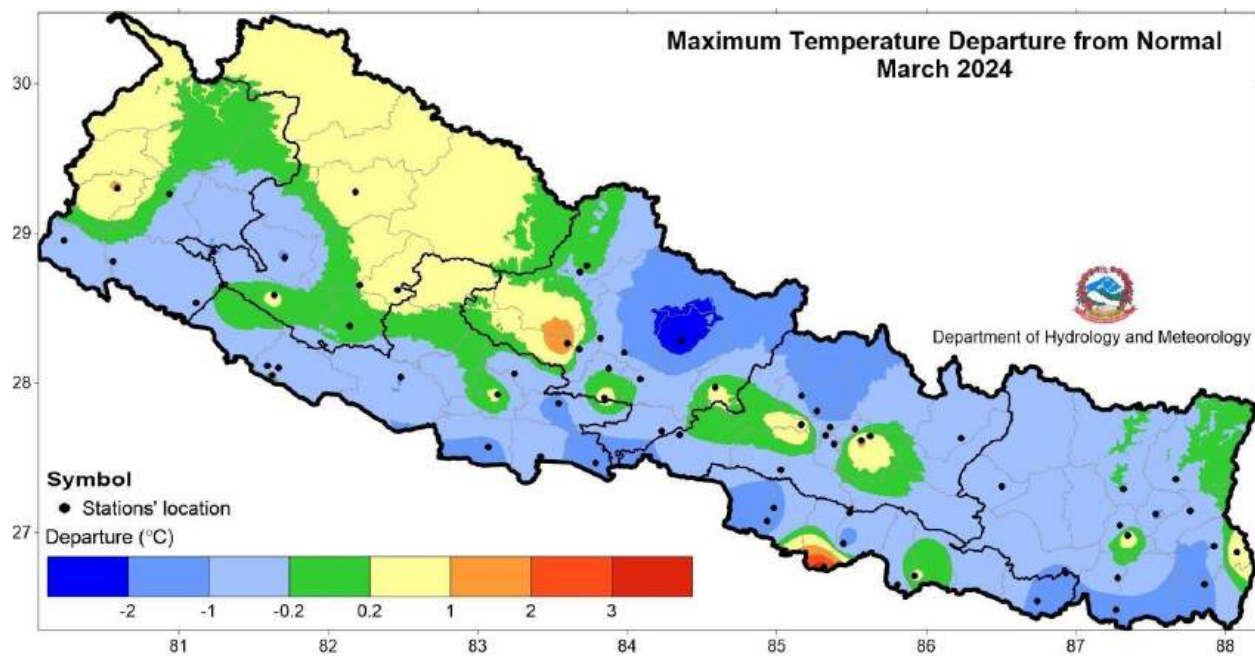 Maximum Temperature Departure from Normal
March 2024
30
29
28
27
Department of Hydrology and Meteorology
Symbol
Stations' location
Departure (°C)
-2 -1 -0.2 0.2 1 2 3
81 82 83 84 85 86 87 88